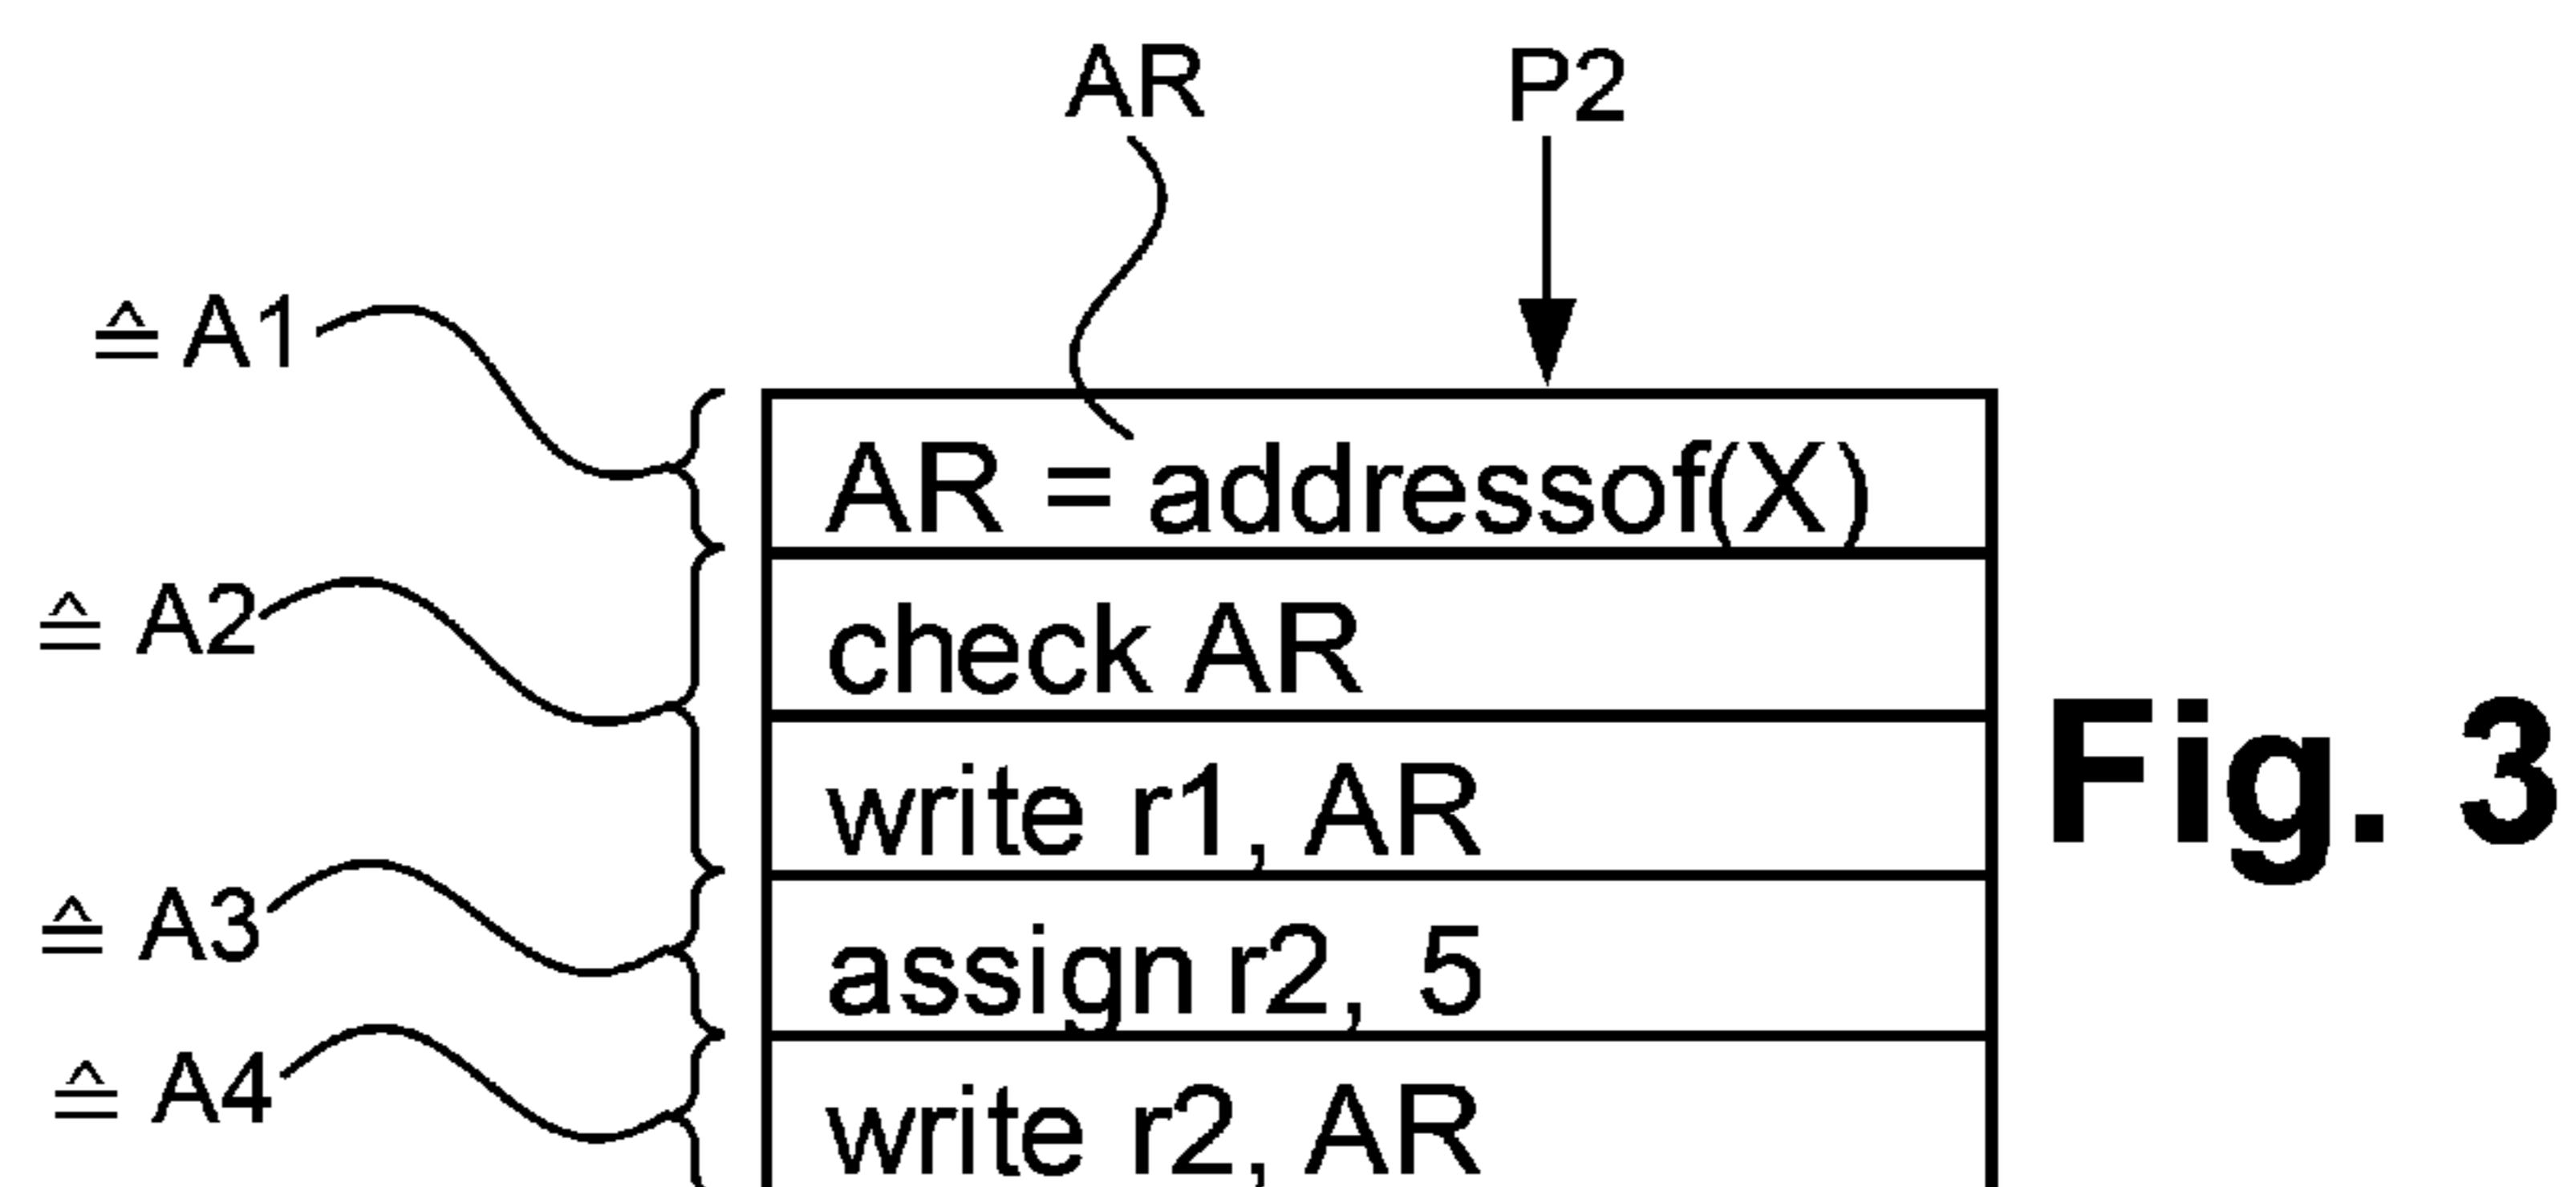 AR P2
≙ A1
AR = addressof(X)
≙ A2
check AR
write r1, AR
Fig. 3
≙ A3
assign r2, 5
≙ A4
write r2, AR